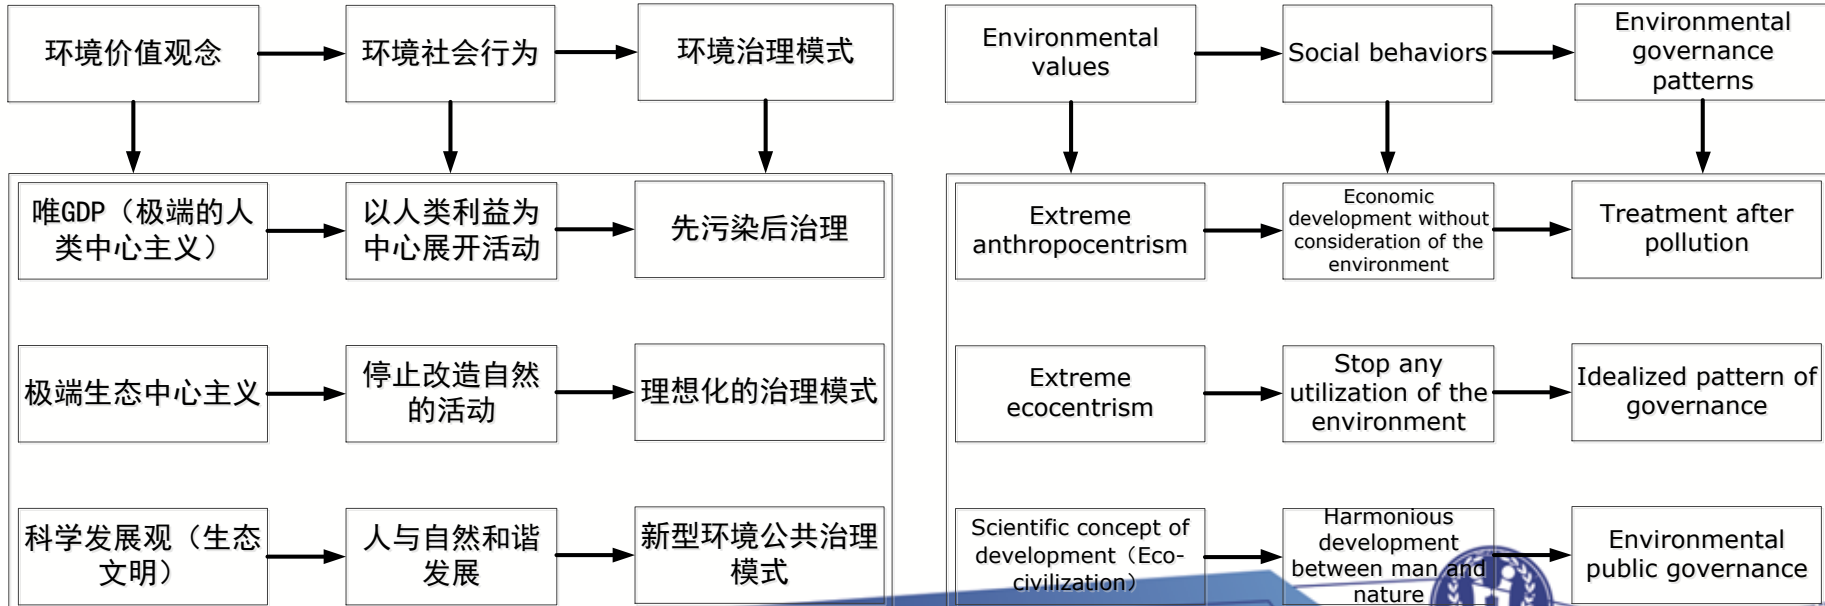 环境价值观念
环境社会行为
环境治理模式
唯GDP（极端的人
类中心主义）
以人类利益为
中心展开活动
先污染后治理
极端生态中心主义
停止改造自然
的活动
理想化的治理模式
科学发展观（生态
文明）
人与自然和谐
发展
新型环境公共治理
模式
Environmental
values
Social behaviors
Environmental
governance
patterns
Extreme
anthropocentrism
Economic
development without
consideration of the
environment
Treatment after
pollution
Extreme
ecocentrism
Stop any
utilization of the
environment
Idealized pattern of
governance
Scientific concept of
development（Eco-
civilization）
Harmonious
development
between man and
nature
Environmental
public governance